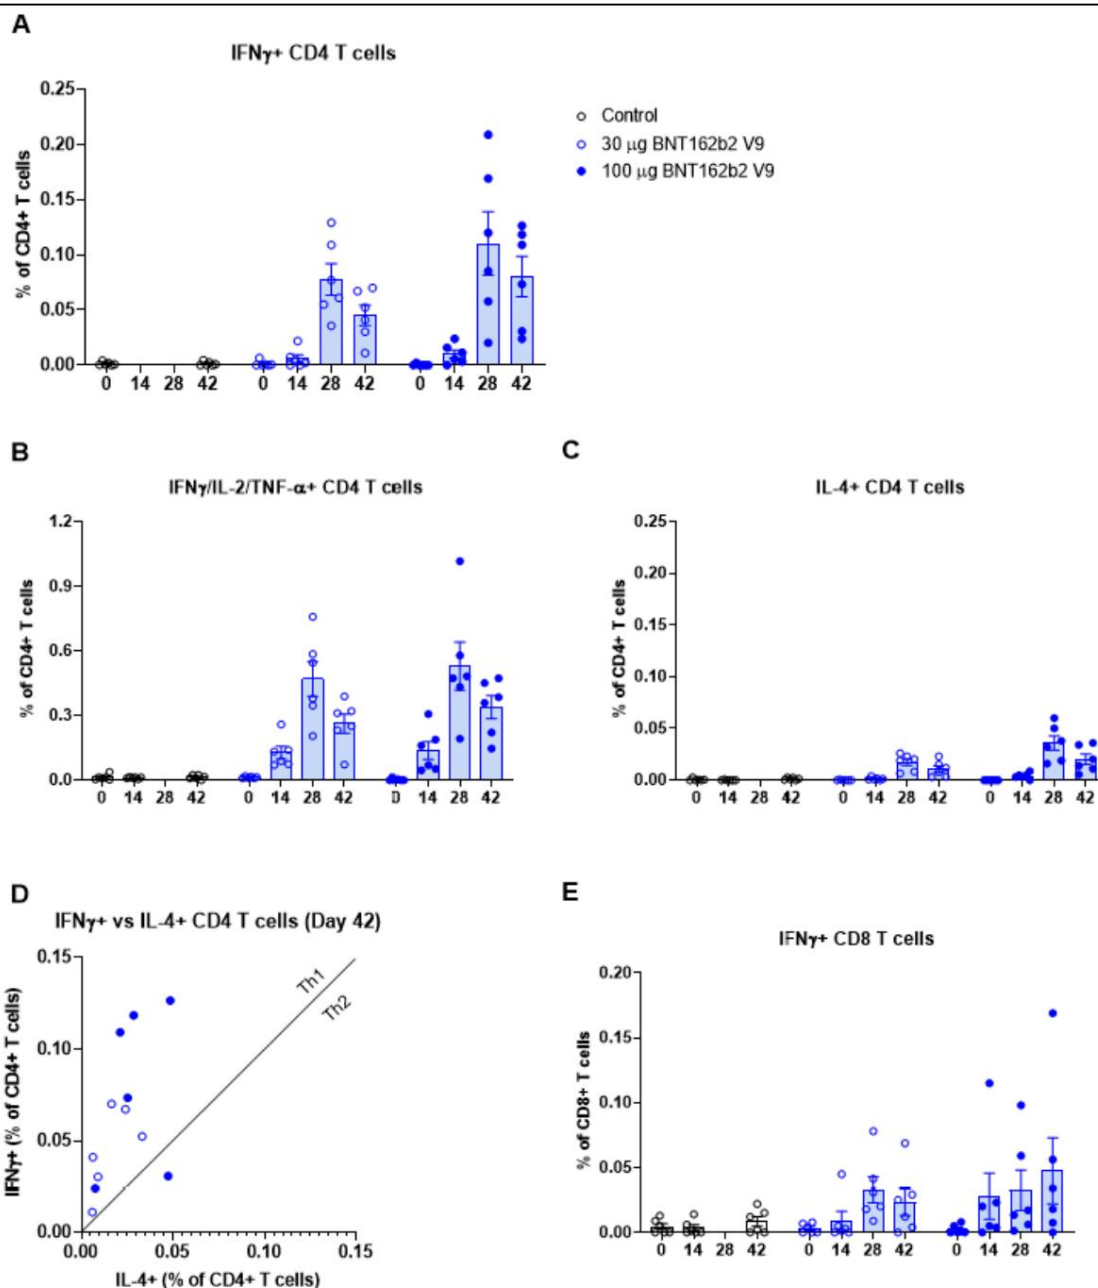 A
IFNγ+ CD4 T cells
0.25
0.20
0.15
0.10
0.05
0.00
% of CD4+ T cells
0 14 28 42 0 14 28 42 0 14 28 42
Control
30 μg BNT162b2 V9
100 μg BNT162b2 V9
B
IFNγ/IL-2/TNF-α+ CD4 T cells
1.2
0.9
0.6
0.3
0.0
% of CD4+ T cells
0 14 28 42 0 14 28 42 0 14 28 42
C
IL-4+ CD4 T cells
0.25
0.20
0.15
0.10
0.05
0.00
% of CD4+ T cells
0 14 28 42 0 14 28 42 0 14 28 42
D
IFNγ+ vs IL-4+ CD4 T cells (Day 42)
0.15
0.10
0.05
0.00
IFNγ+ (% of CD4+ T cells)
Th1
Th2
0.00 0.05 0.10 0.15
IL-4+ (% of CD4+ T cells)
E
IFNγ+ CD8 T cells
0.20
0.15
0.10
0.05
0.00
% of CD8+ T cells
0 14 28 42 0 14 28 42 0 14 28 42